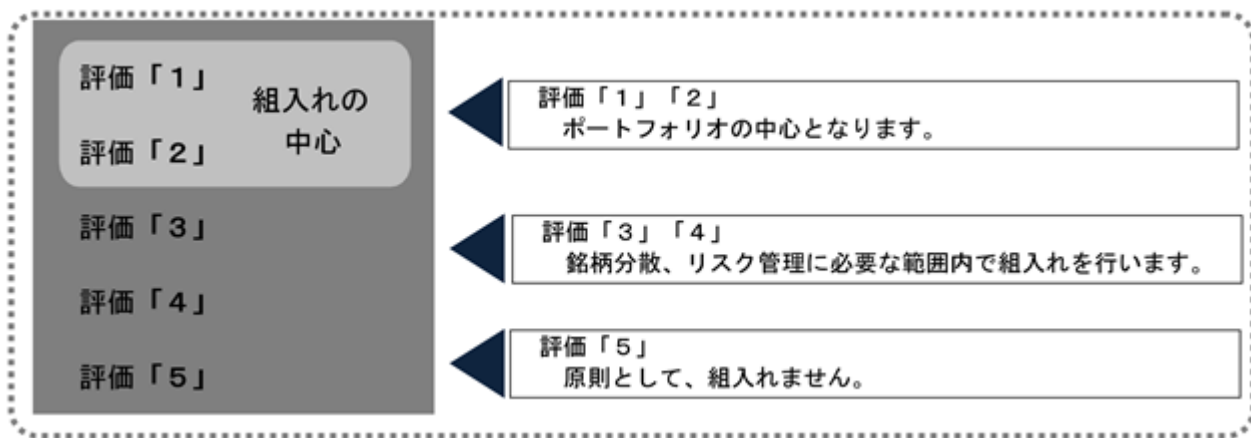 評価「１」
組入れの
中心
評価「２」
評価「３」
評価「４」
評価「５」
評価「１」「２」
ポートフォリオの中心となります。
評価「３」「４」
銘柄分散、リスク管理に必要な範囲内で組入れを行います。
評価「５」
原則として、組入れません。